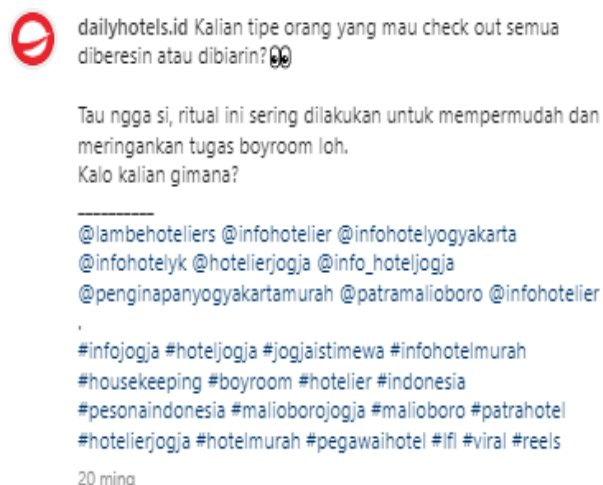 dailyhotels.id Kalian tipe orang yang mau check out semua
diberesin atau dibiarin?👀
Tau ngga si, ritual ini sering dilakukan untuk mempermudah dan
meringankan tugas boyroom loh.
Kalo kalian gimana?
__________
@lambehoteliers @infohotelier @infohotelyogyakarta
@infohotelyk @hotelierjogja @info_hoteljogja
@penginapanyogyakartamurah @patramalioboro @infohotelier
.
#infojogja #hoteljogja #jogjaistimewa #infohotelmurah
#housekeeping #boyroom #hotelier #indonesia
#pesonaindonesia #malioborojogja #malioboro #patrahotel
#hotelierjogja #hotelmurah #pegawaihotel #lfl #viral #reels
20 ming